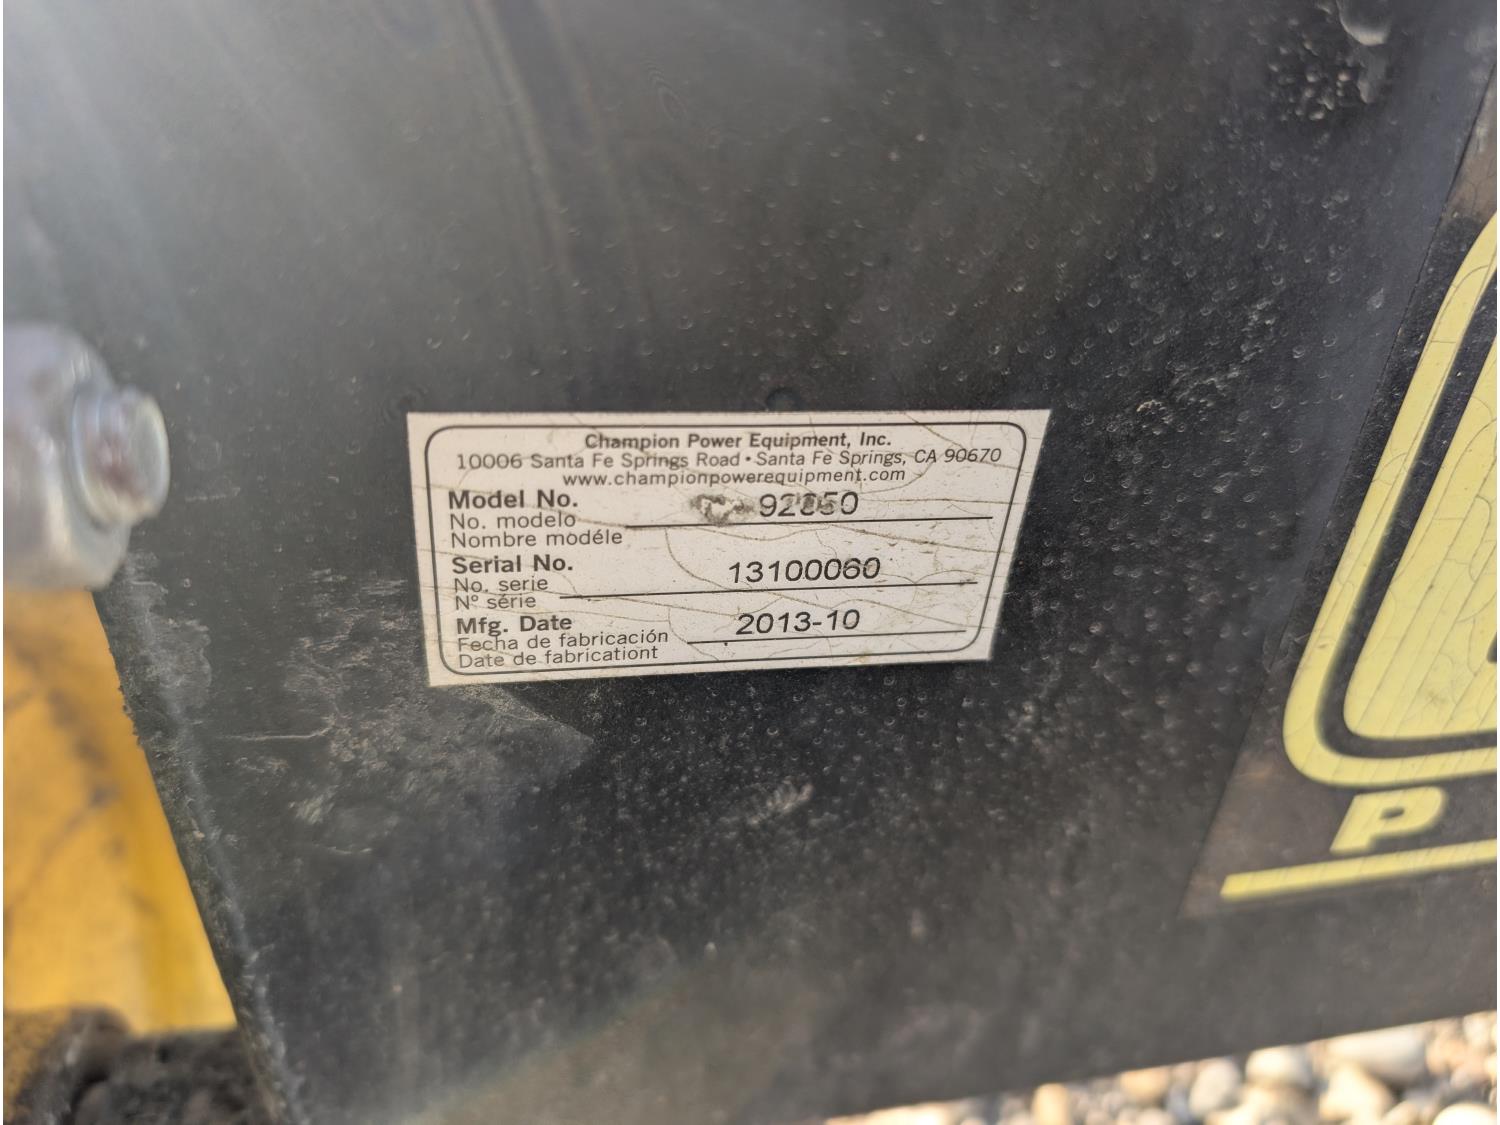 Champion Power Equipment, Inc.
10006 Santa Fe Springs Road • Santa Fe Springs, CA 90670
www.championpowerequipment.com
Model No.
No. modelo
Nombre modéle
Serial No. 13100060
No. serie
N° série
Mfg. Date 2013-10
Fecha de fabricación
Date de fabricationt
P